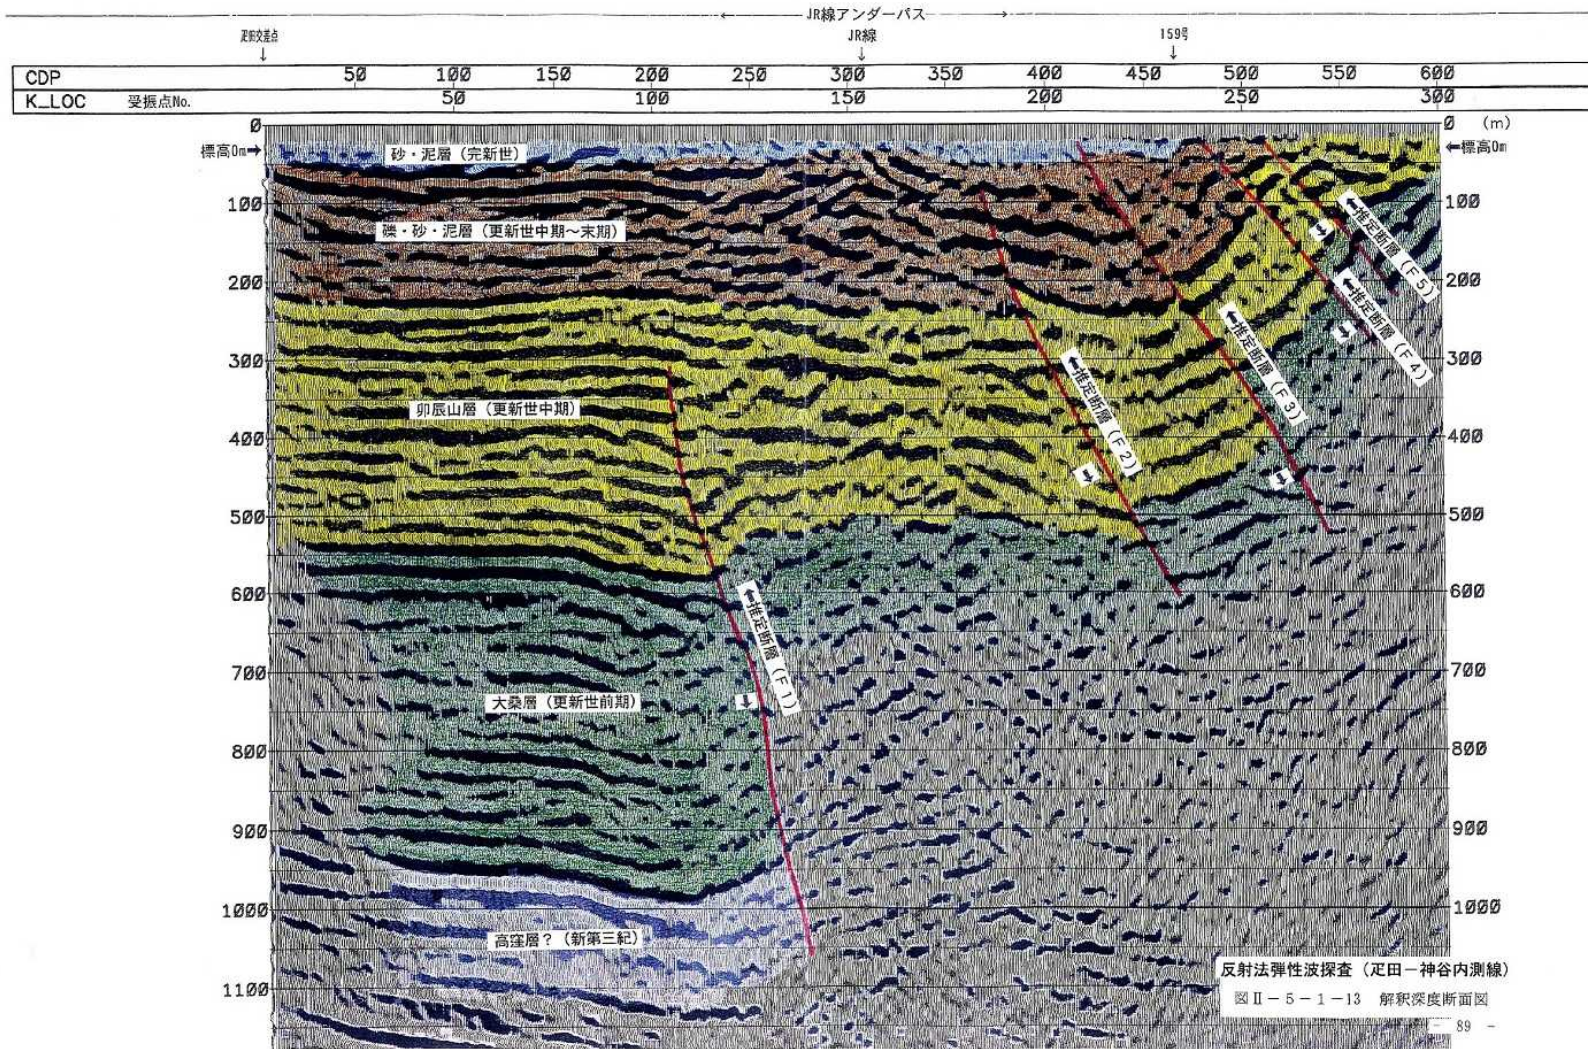 JR線アンダーパス
疋田交差点
JR線
159号
CDP 50 100 150 200 250 300 350 400 450 500 550 600
K_LOC 受振点No. 50 100 150 200 250 300
0
0 (m)
標高0m
標高0m
砂・泥層(完新世)
100
100
礫・砂・泥層(更新世中期~末期)
推定断層(F5)
200
200
推定断層(F4)
300
300
推定断層(F3)
推定断層(F2)
卯辰山層(更新世中期)
400
400
500
500
600
600
推定断層(F1)
700
700
大桑層(更新世前期)
800
800
900
900
1000
1000
高窪層?(新第三紀)
1100
反射法弾性波探査(疋田-神谷内測線)
図Ⅱ-5-1-13 解釈深度断面図
- 89 -